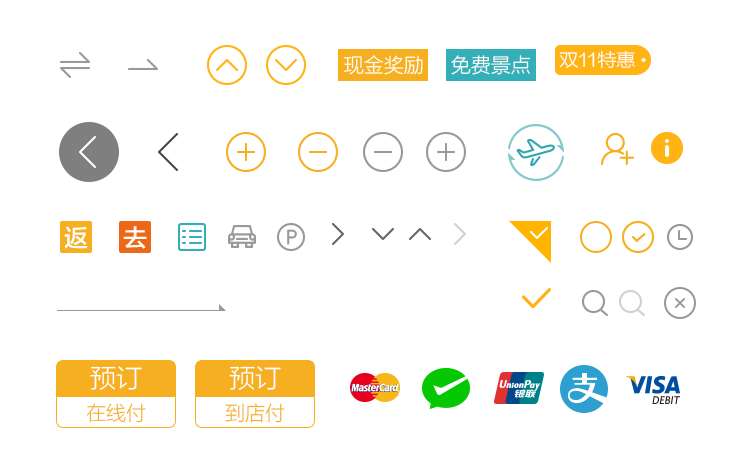 现金奖励
免费景点
双11特惠
返
去
P
预订
在线付
预订
到店付
MasterCard
UnionPay
银联
支
VISA
DEBIT